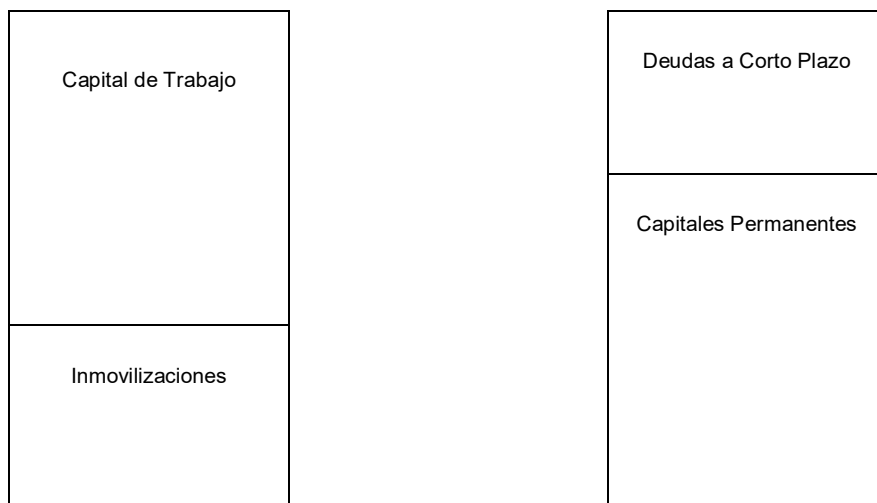 Capital de Trabajo
Inmovilizaciones
Deudas a Corto Plazo
Capitales Permanentes